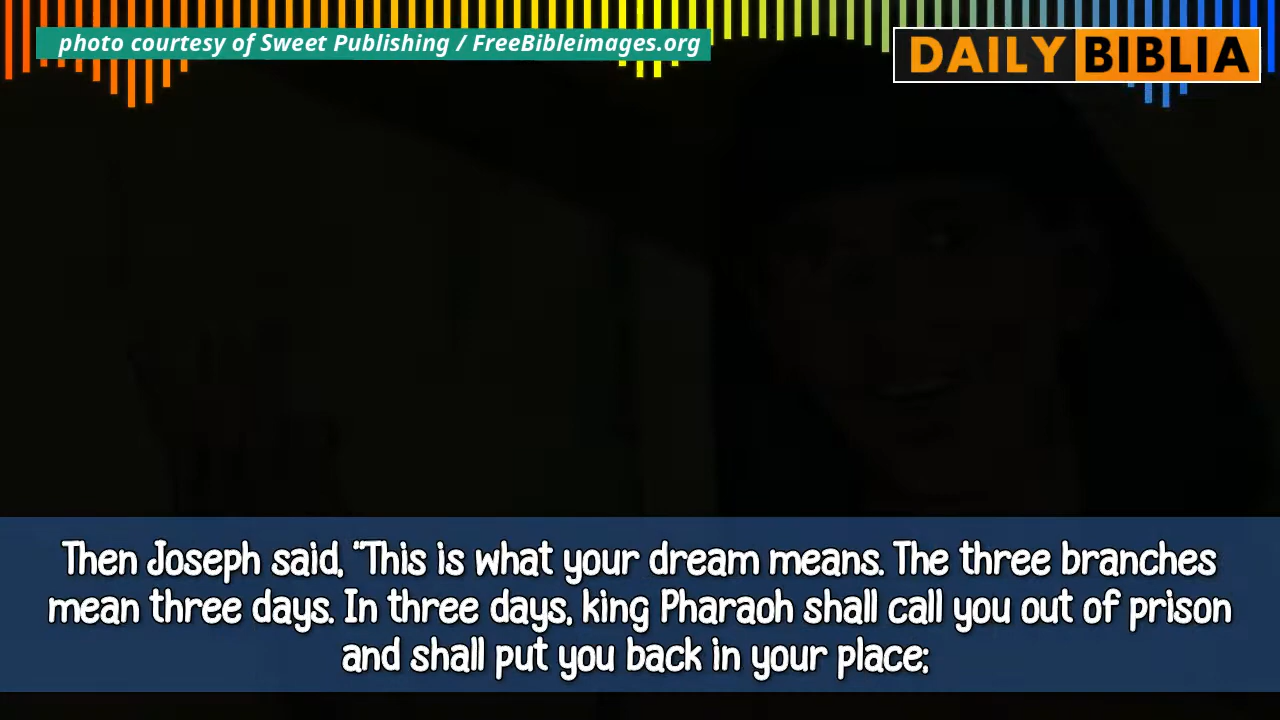 photo courtesy of Sweet Publishing / FreeBibleimages.org
DAILY BIBLIA
Then Joseph said, "This is what your dream means. The three branches
mean three days. In three days, king Pharaoh shall call you out of prison
and shall put you back in your place;